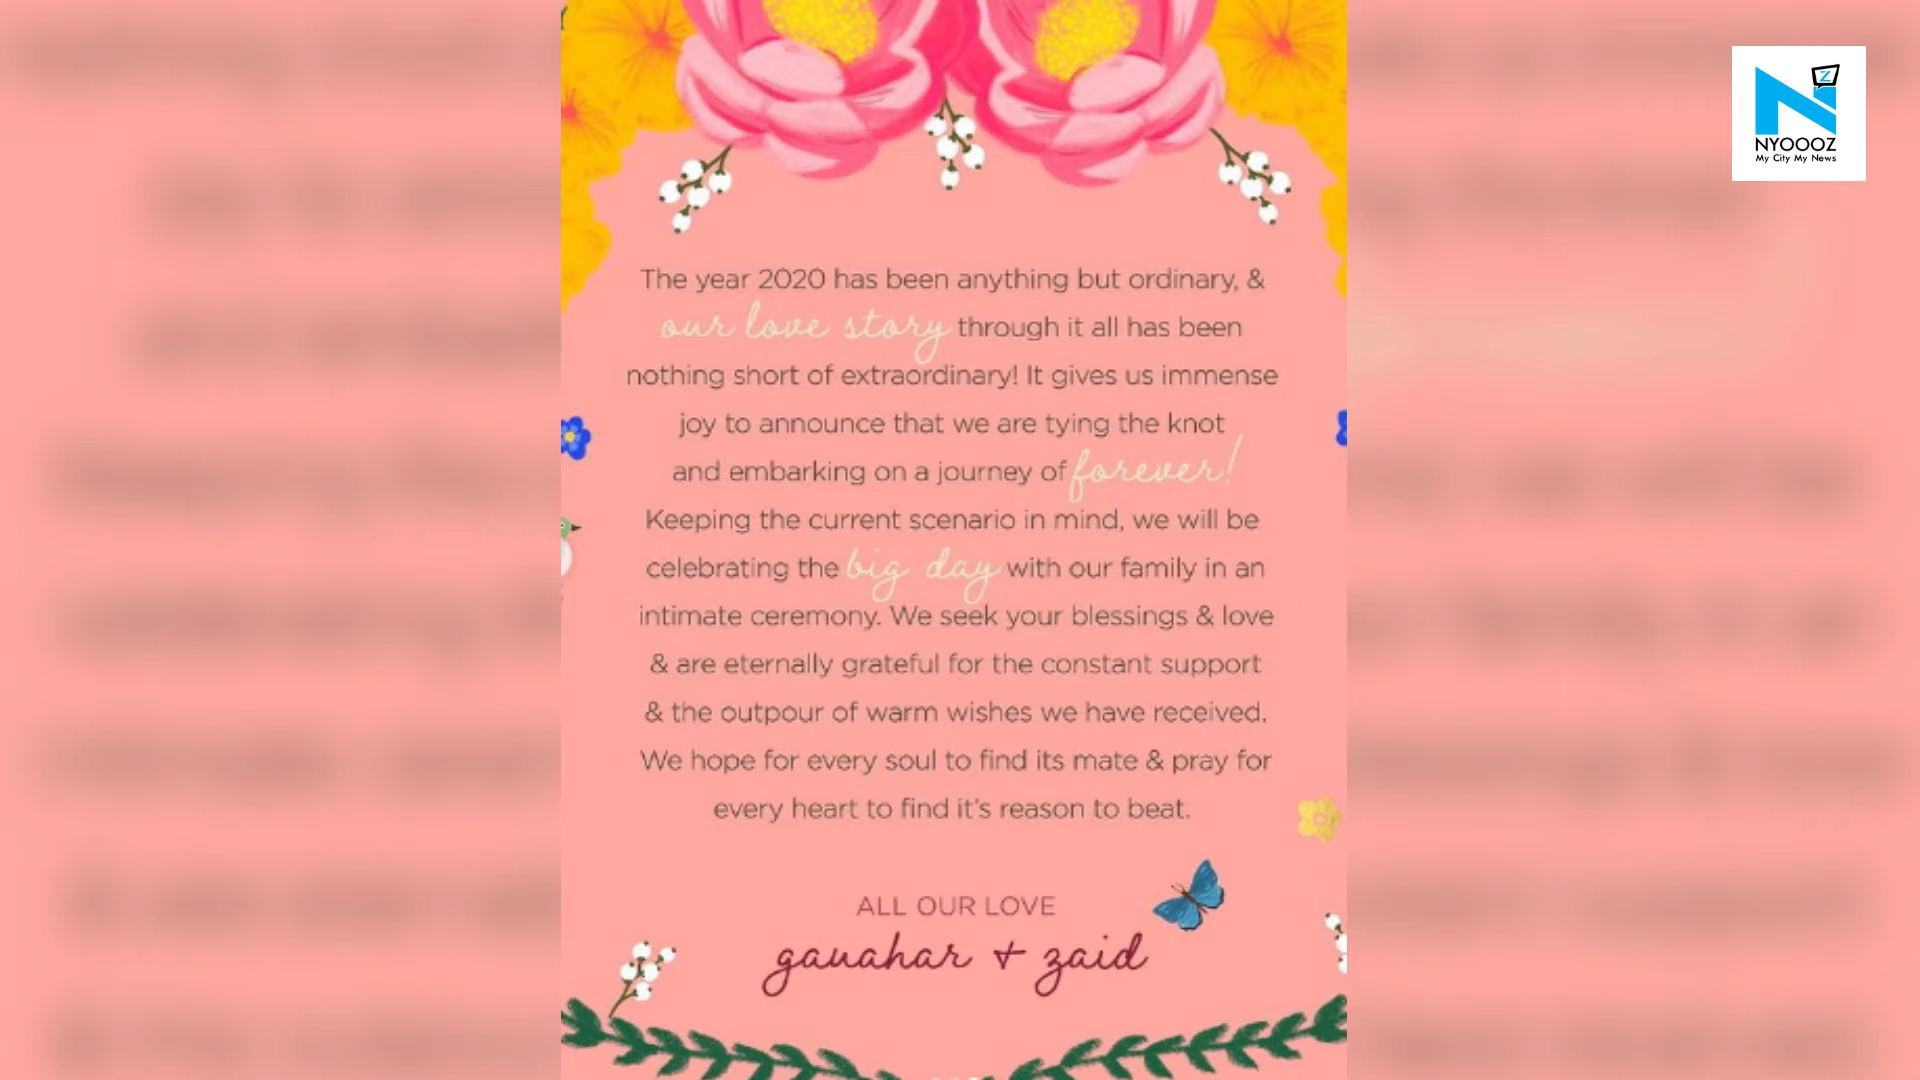 The year 2020 has been anything but ordinary, &
our love story through it all has been
nothing short of extraordinary! It gives us immense
joy to announce that we are tying the knot
and embarking on a journey of forever!
Keeping the current scenario in mind, we will be
celebrating the big day with our family in an
intimate ceremony. We seek your blessings & love
& are eternally grateful for the constant support
& the outpour of warm wishes we have received.
We hope for every soul to find its mate & pray for
every heart to find it's reason to beat.
ALL OUR LOVE
gauahar + zaid
Z
NYOOOZ
My City My News